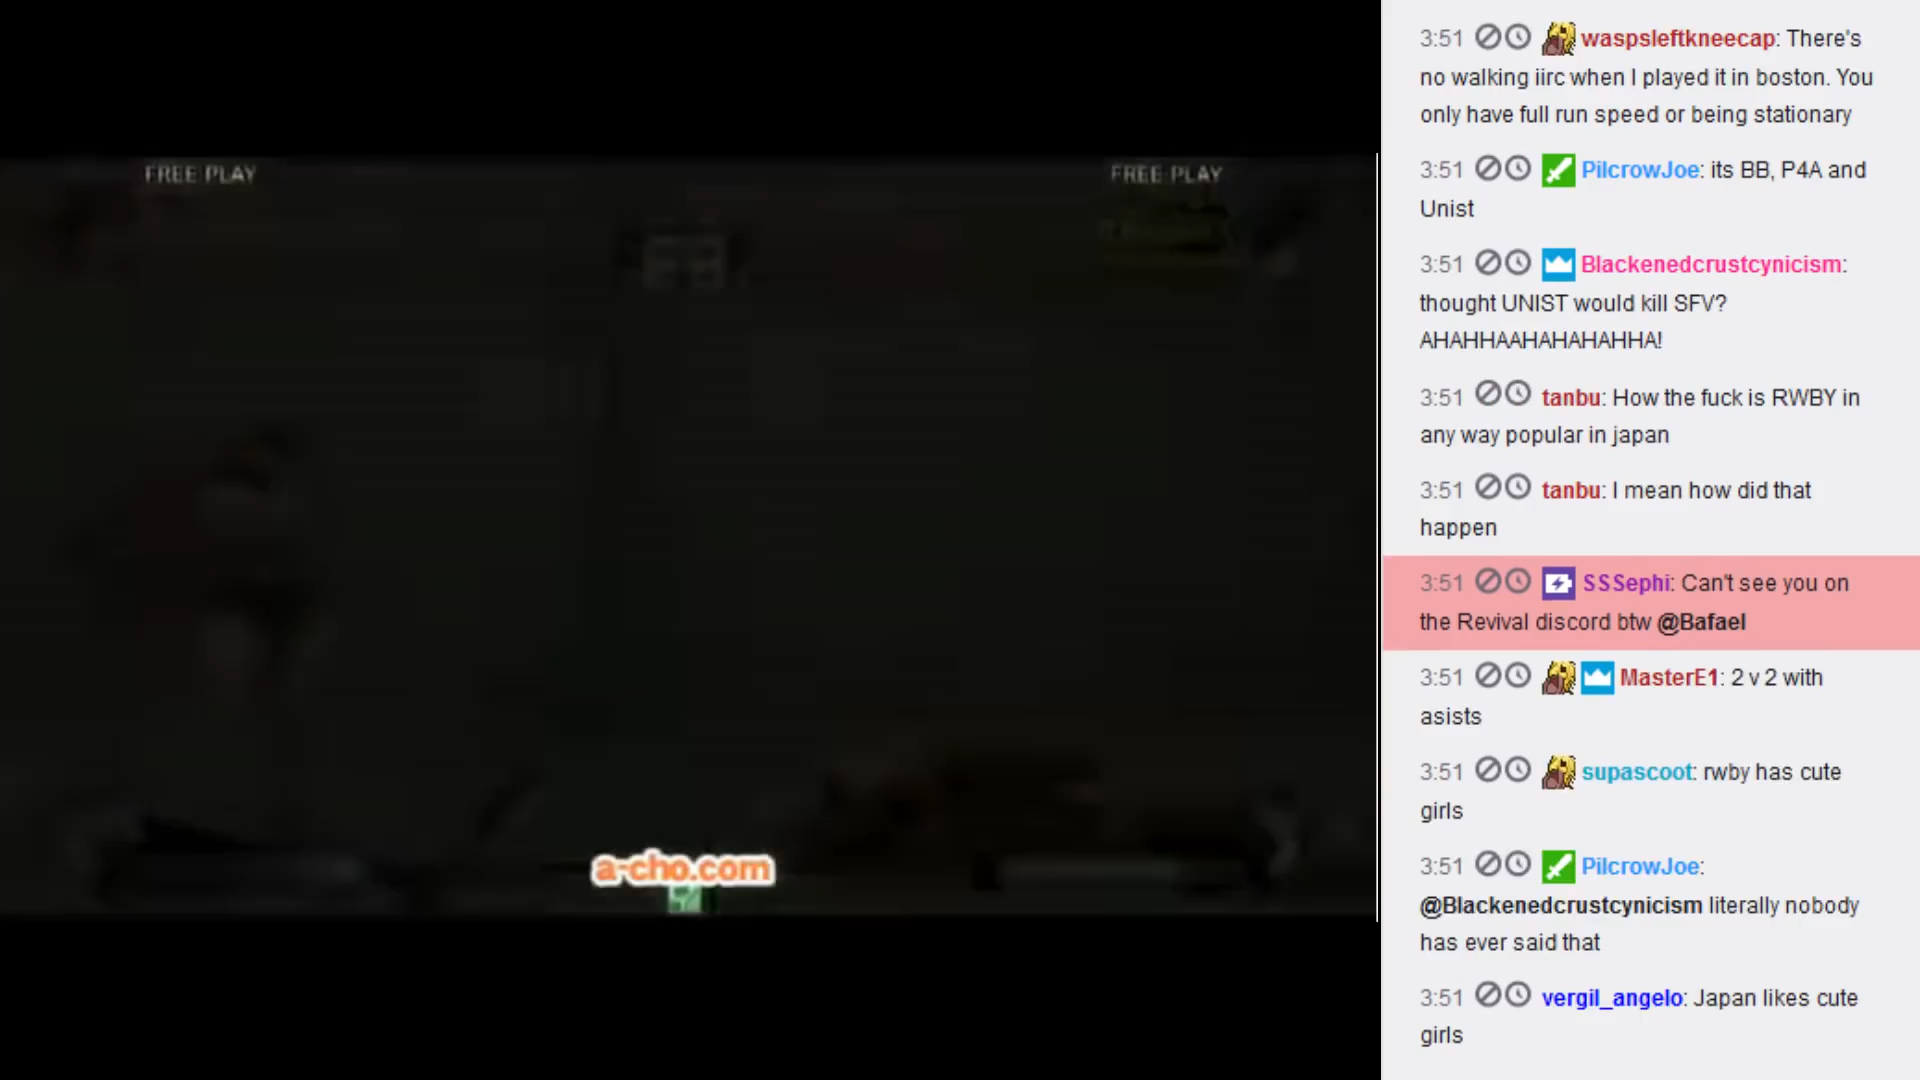 FREE PLAY
FREE PLAY
a-cho.com
3:51 waspsleftkneecap: There's
no walking iirc when I played it in boston. You
only have full run speed or being stationary
3:51 PilcrowJoe: its BB, P4A and
Unist
3:51 Blackenedcrustcynicism:
thought UNIST would kill SFV?
AHAHHAAHAHAHAHHA!
3:51 tanbu: How the fuck is RWBY in
any way popular in japan
3:51 tanbu: I mean how did that
happen
3:51 SSSephi: Can't see you on
the Revival discord btw @Bafael
3:51 MasterE1: 2 v 2 with
asists
3:51 supascoot: rwby has cute
girls
3:51 PilcrowJoe:
@Blackenedcrustcynicism literally nobody
has ever said that
3:51 vergil_angelo: Japan likes cute
girls